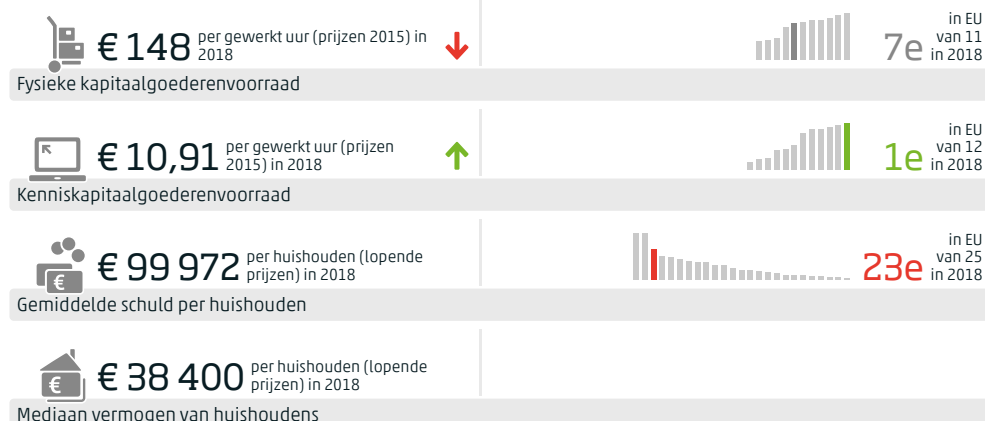 € 148 per gewerkt uur (prijzen 2015) in
2018
7e in EU
van 11
in 2018
Fysieke kapitaalgoederenvoorraad
€ 10,91 per gewerkt uur (prijzen
2015) in 2018
1e in EU
van 12
in 2018
Kenniskapitaalgoederenvoorraad
€
€ 99 972 per huishouden (lopende
prijzen) in 2018
23e in EU
van 25
in 2018
Gemiddelde schuld per huishouden
€
€ 38 400 per huishouden (lopende
prijzen) in 2018
Mediaan vermogen van huishoudens